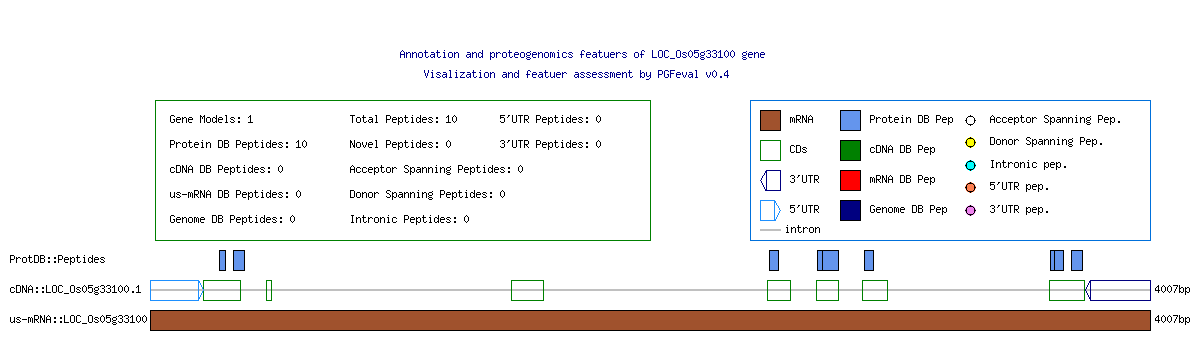 Annotation and proteogenomics featuers of LOC_Os05g33100 gene
Visalization and featuer assessment by PGFeval v0.4
Gene Models: 1 Total Peptides: 10 5'UTR Peptides: 0
Protein DB Peptides: 10 Novel Peptides: 0 3'UTR Peptides: 0
cDNA DB Peptides: 0 Acceptor Spanning Peptides: 0
us-mRNA DB Peptides: 0 Donor Spanning Peptides: 0
Genome DB Peptides: 0 Intronic Peptides: 0
mRNA Protein DB Pep Acceptor Spanning Pep.
CDs cDNA DB Pep Donor Spanning Pep.
3'UTR mRNA DB Pep Intronic pep.
5'UTR Genome DB Pep 5'UTR pep.
3'UTR pep.
intron
ProtDB::Peptides
cDNA::LOC_Os05g33100.1 4007bp
us-mRNA::LOC_Os05g33100 4007bp